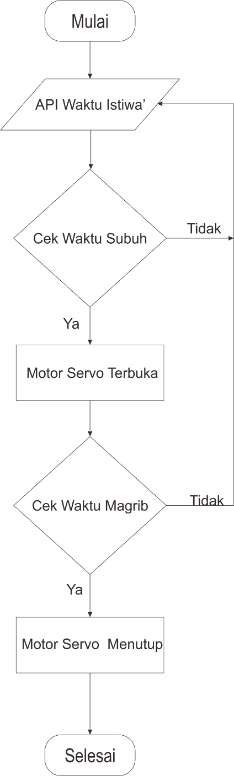 Mulai
API Waktu Istiwa'
Cek Waktu Subuh
Tidak
Ya
Motor Servo Terbuka
Cek Waktu Magrib
Tidak
Ya
Motor Servo Menutup
Selesai